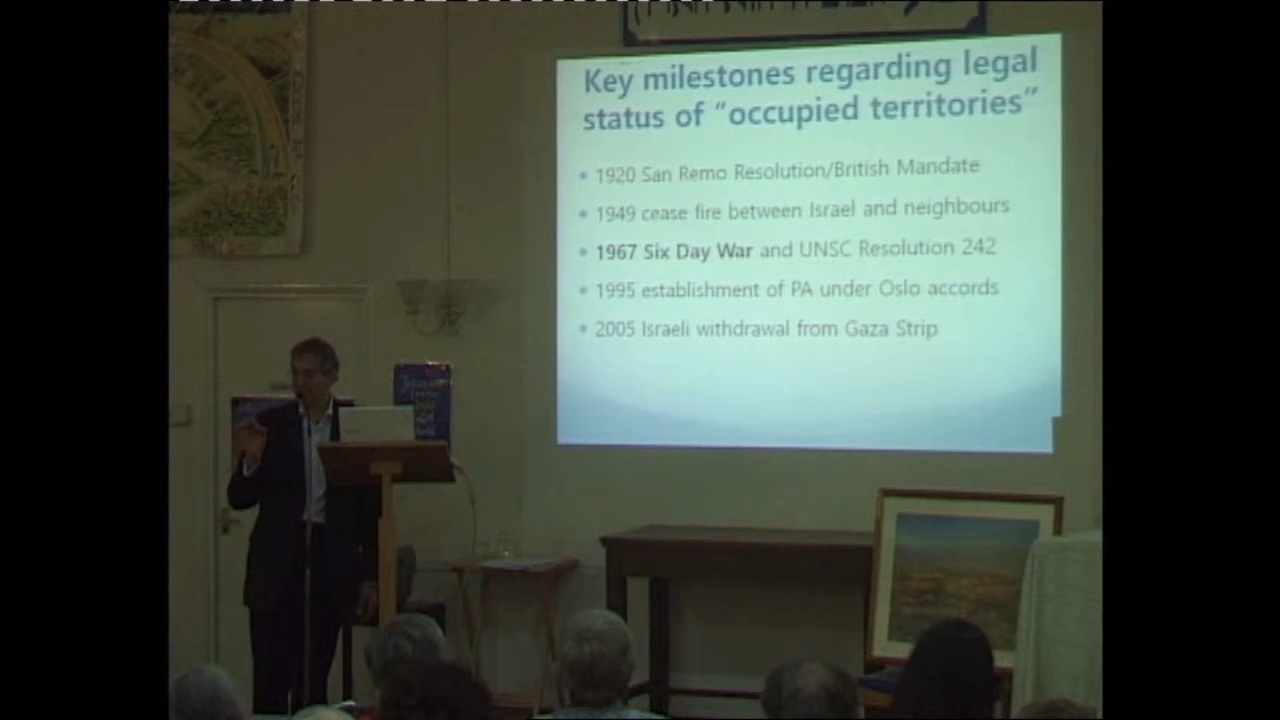 Key milestones regarding legal
status of “occupied territories”
• 1920 San Remo Resolution/British Mandate
• 1949 cease fire between Israel and neighbours
• 1967 Six Day War and UNSC Resolution 242
• 1995 establishment of PA under Oslo accords
• 2005 Israeli withdrawal from Gaza Strip